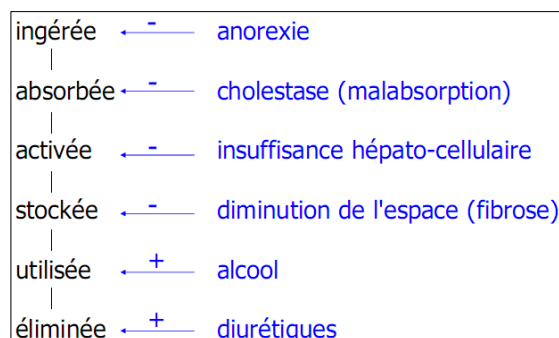 ingérée - anorexie
absorbée - cholestase (malabsorption)
activée - insuffisance hépato-cellulaire
stockée - diminution de l'espace (fibrose)
utilisée + alcool
éliminée + diurétiques